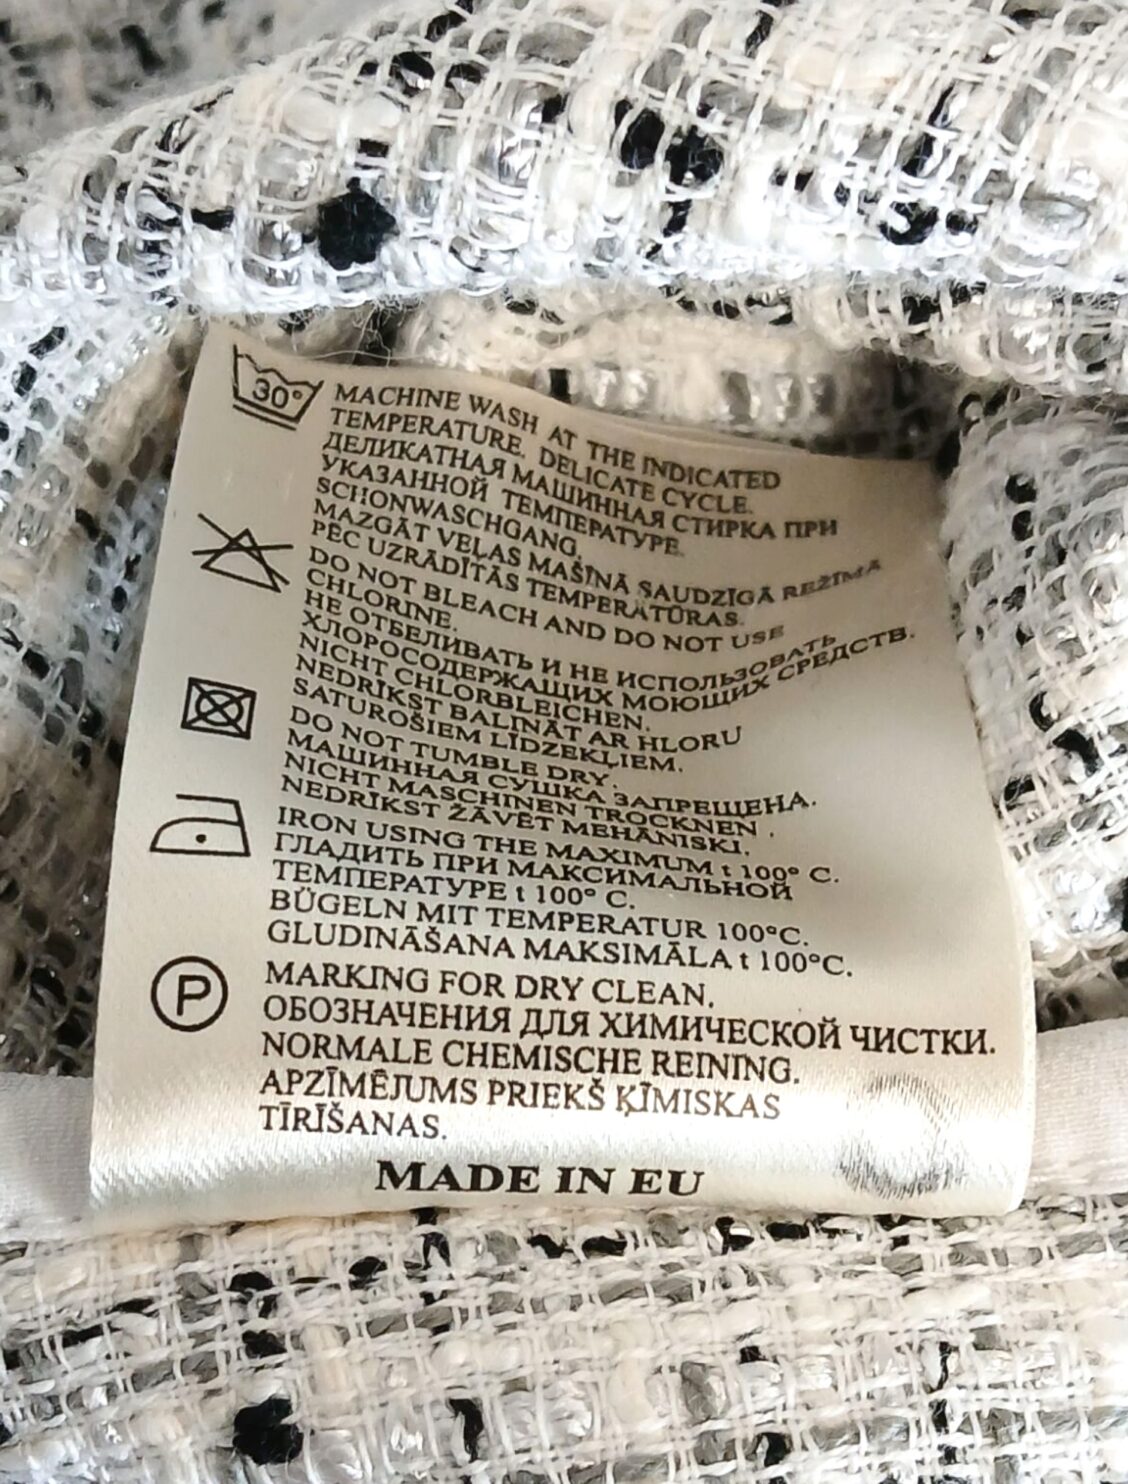 30°
MACHINE WASH AT THE INDICATED
TEMPERATURE. DELICATE CYCLE.
ДЕЛИКАТНАЯ МАШИННАЯ СТИРКА ПРИ
УКАЗАННОЙ ТЕМПЕРАТУРЕ.
SCHONWASCHGANG.
MAZGĀT VEĻAS MAŠĪNĀ SAUDZĪGĀ REŽĪMĀ
PĒC UZRĀDĪTĀS TEMPERATŪRAS.
DO NOT BLEACH AND DO NOT USE
CHLORINE.
НЕ ОТБЕЛИВАТЬ И НЕ ИСПОЛЬЗОВАТЬ
ХЛОРОСОДЕРЖАЩИХ МОЮЩИХ СРЕДСТВ.
NICHT CHLORBLEICHEN.
NEDRĪKST BALINĀT AR HLORU
SATUROŠIEM LĪDZEKĻIEM.
DO NOT TUMBLE DRY.
МАШИННАЯ СУШКА ЗАПРЕЩЕНА.
NICHT MASCHINEN TROCKNEN .
NEDRĪKST ŽĀVĒT MEHĀNISKI.
IRON USING THE MAXIMUM t 100° C.
ГЛАДИТЬ ПРИ МАКСИМАЛЬНОЙ
ТЕМПЕРАТУРЕ t 100° C.
BÜGELN MIT TEMPERATUR 100°C.
GLUDINĀŠANA MAKSIMĀLA t 100°C.
P
MARKING FOR DRY CLEAN.
ОБОЗНАЧЕНИЯ ДЛЯ ХИМИЧЕСКОЙ ЧИСТКИ.
NORMALE CHEMISCHE REINING.
APZĪMĒJUMS PRIEKŠ ĶĪMISKAS
TĪRĪŠANAS.
MADE IN EU